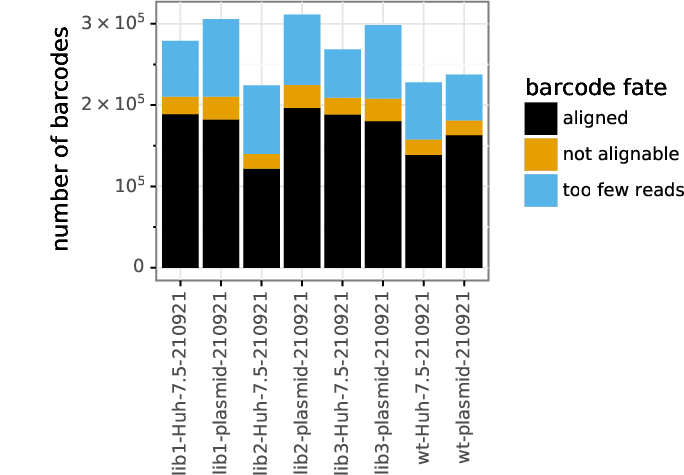 number of barcodes
3 × 10⁵
2 × 10⁵
10⁵
0
lib1-Huh-7.5-210921
lib1-plasmid-210921
lib2-Huh-7.5-210921
lib2-plasmid-210921
lib3-Huh-7.5-210921
lib3-plasmid-210921
wt-Huh-7.5-210921
wt-plasmid-210921
barcode fate
aligned
not alignable
too few reads